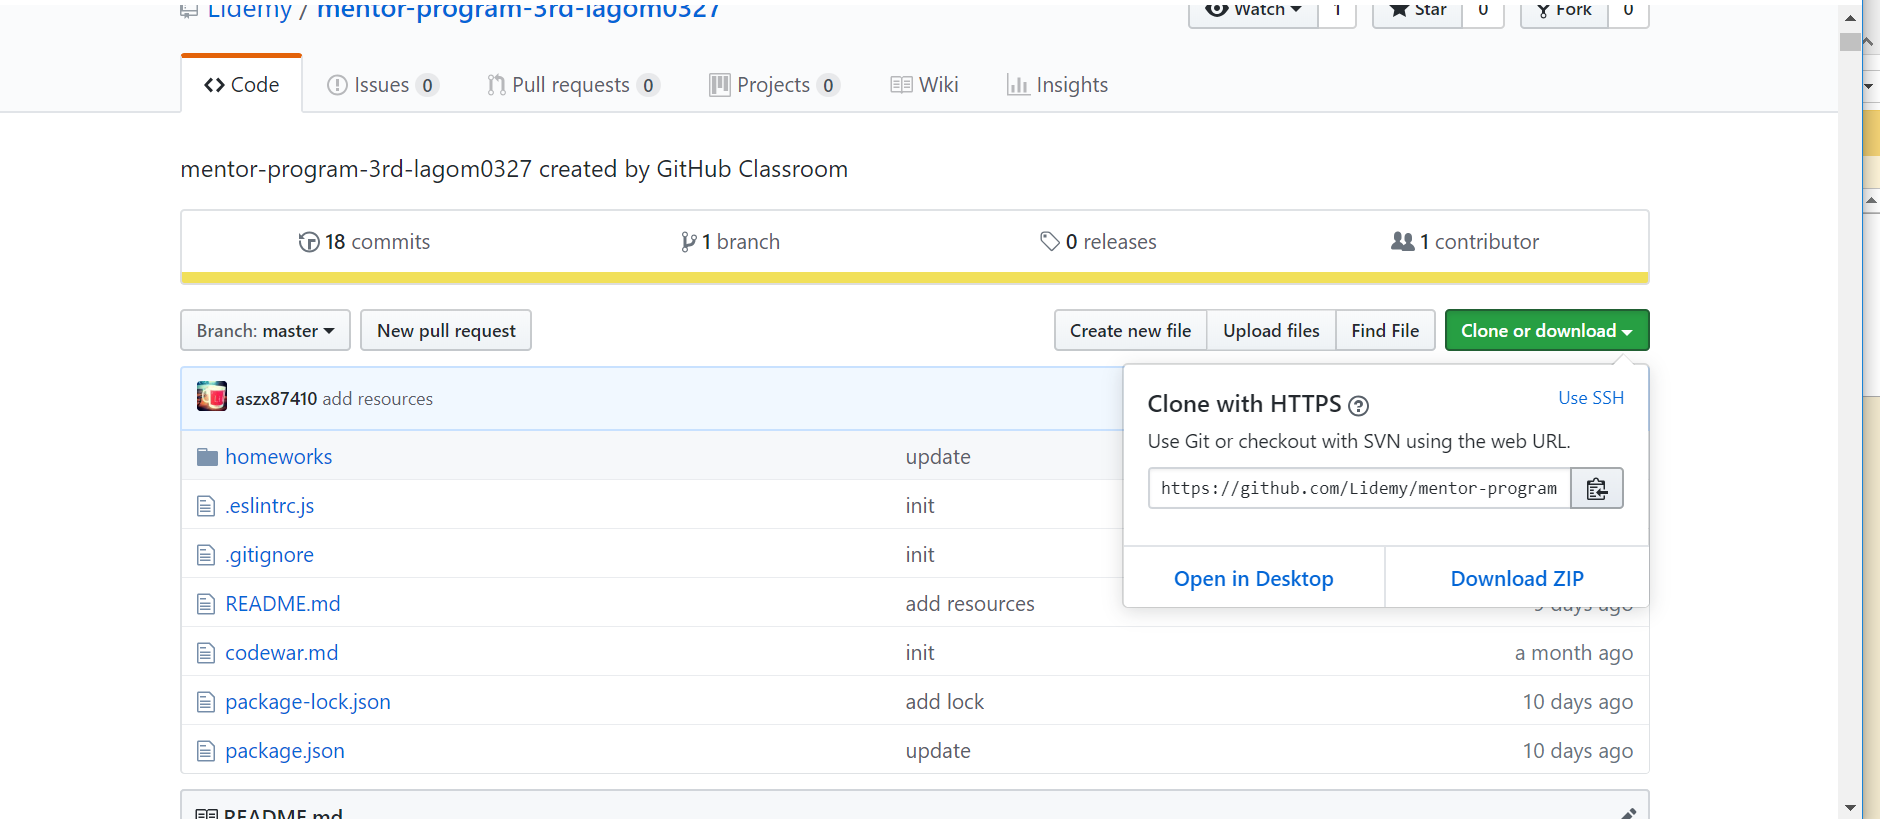 Lidemy / mentor-program-3rd-lagom0327
Watch 1 Star 0 Fork 0
Code Issues 0 Pull requests 0 Projects 0 Wiki Insights
mentor-program-3rd-lagom0327 created by GitHub Classroom
18 commits 1 branch 0 releases 1 contributor
Branch: master New pull request Create new file Upload files Find File Clone or download
aszx87410 add resources
Clone with HTTPS ? Use SSH
Use Git or checkout with SVN using the web URL.
https://github.com/Lidemy/mentor-program
Open in Desktop Download ZIP
homeworks update
.eslintrc.js init
.gitignore init
README.md add resources 9 days ago
codewar.md init a month ago
package-lock.json add lock 10 days ago
package.json update 10 days ago
README.md